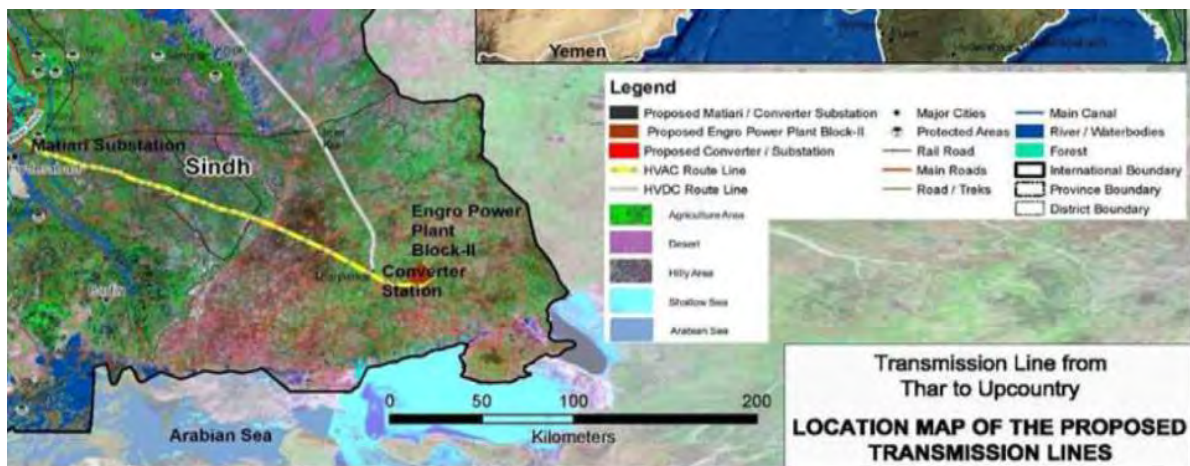 Yemen
Legend
Proposed Matiari / Converter Substation
Proposed Engro Power Plant Block-II
Proposed Converter / Substation
HVAC Route Line
HVDC Route Line
Agriculture Area
Desert
Hilly Area
Shallow Sea
Arabian Sea
Major Cities
Protected Areas
Rail Road
Main Roads
Road / Treks
Main Canal
River / Waterbodies
Forest
International Boundary
Province Boundary
District Boundary
Matiari Substation
Sindh
Engro Power
Plant
Block-II
Converter
Station
Arabian Sea
0 50 100 200
Kilometers
Transmission Line from
Thar to Upcountry
LOCATION MAP OF THE PROPOSED
TRANSMISSION LINES